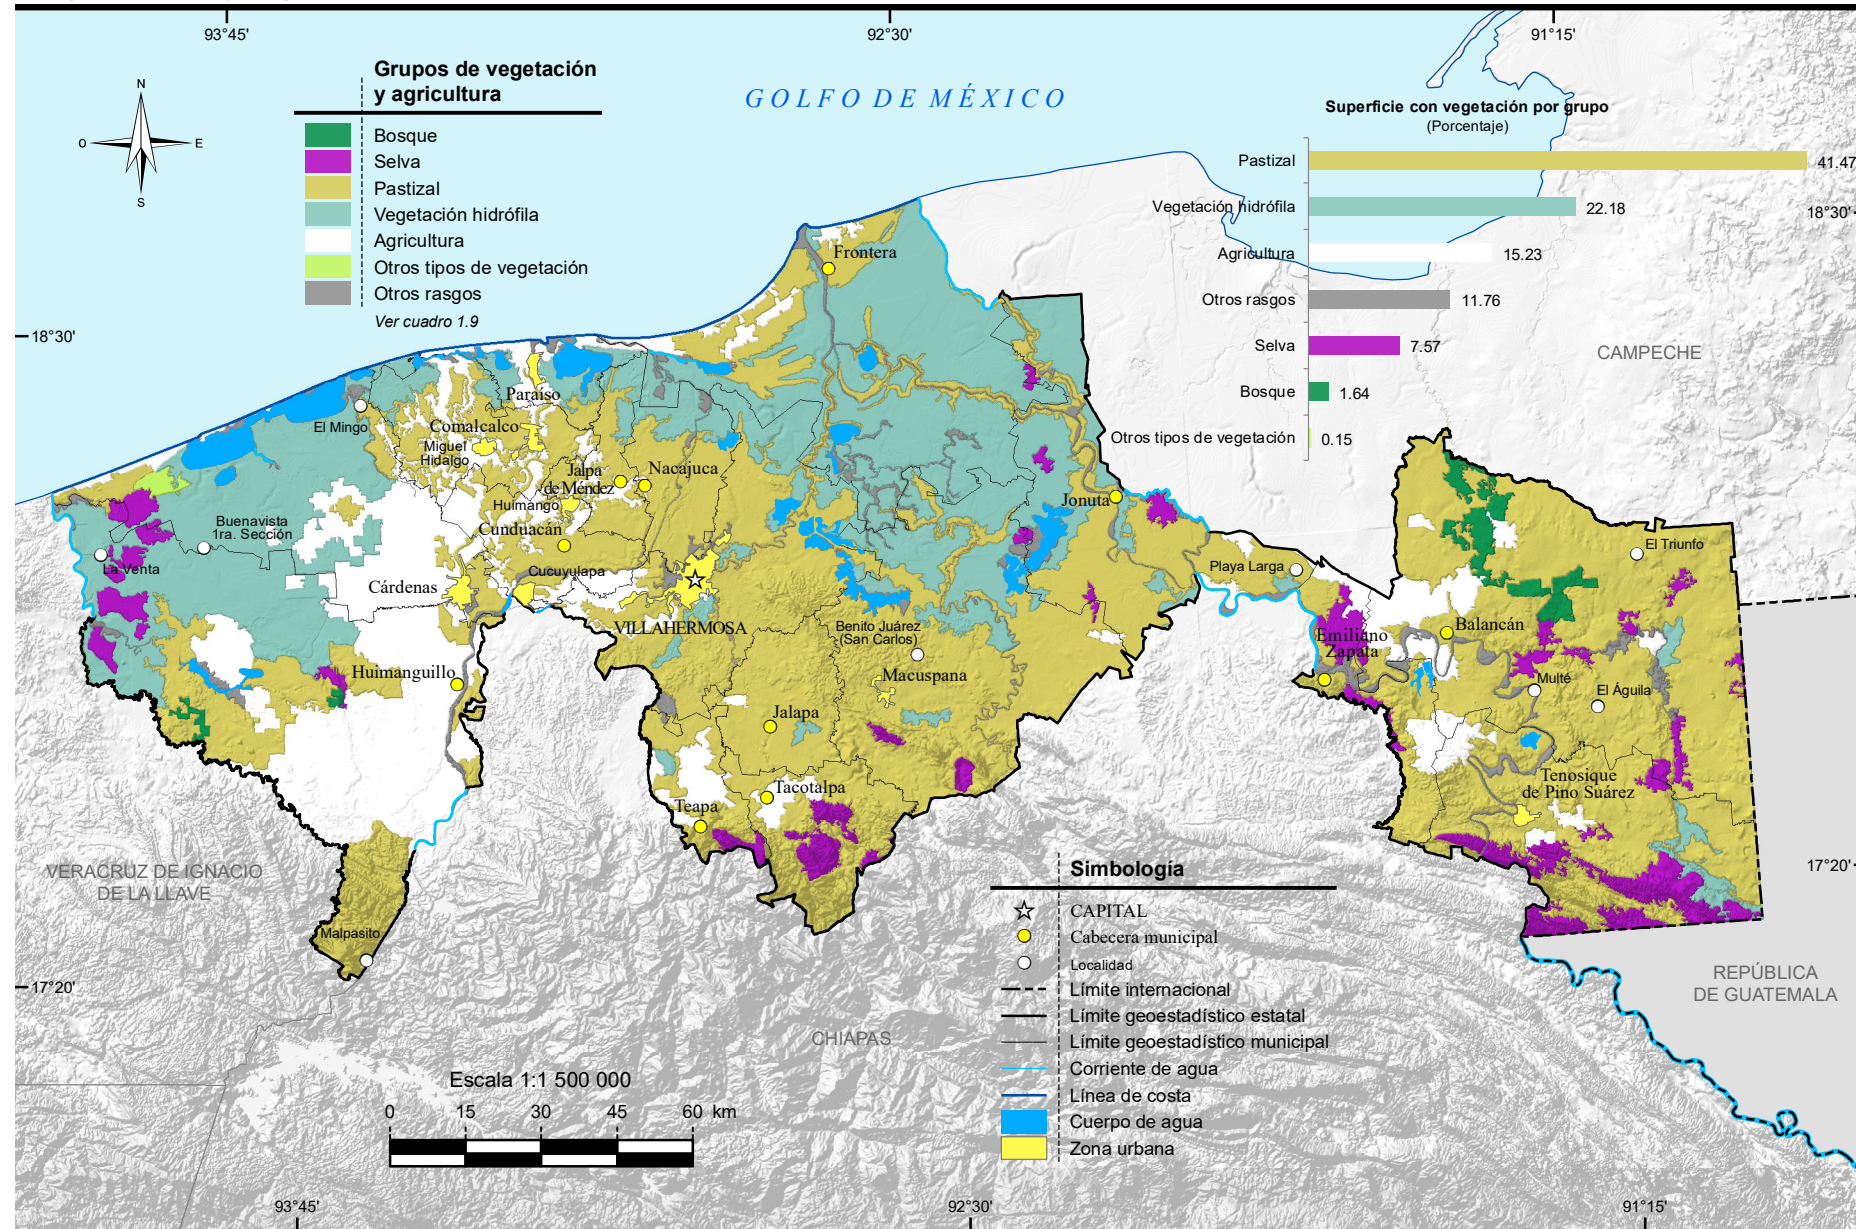 93°45'
92°30'
91°15'
N
O
E
S
Grupos de vegetación
y agricultura
Bosque
Selva
Pastizal
Vegetación hidrófila
Agricultura
Otros tipos de vegetación
Otros rasgos
Ver cuadro 1.9
GOLFO DE MÉXICO
Superficie con vegetación por grupo
(Porcentaje)
Pastizal 41.47
Vegetación hidrófila 22.18
Agricultura 15.23
Otros rasgos 11.76
Selva 7.57
Bosque 1.64
Otros tipos de vegetación 0.15
18°30'
18°30'
CAMPECHE
Frontera
Paraíso
El Mingo
Comalcalco
Miguel
Hidalgo
Jalpa
de Méndez
Nacajuca
Huimango
Cunduacán
Buenavista
1ra. Sección
La Venta
Cárdenas
Cucuyulapa
VILLAHERMOSA
Jonuta
Playa Larga
El Triunfo
Benito Juárez
(San Carlos)
Macuspana
Emiliano
Zapata
Balancán
Multé
El Águila
Huimanguillo
Jalapa
Tacotalpa
Teapa
Tenosique
de Pino Suárez
Malpasito
VERACRUZ DE IGNACIO
DE LA LLAVE
CHIAPAS
REPÚBLICA
DE GUATEMALA
17°20'
17°20'
Simbología
CAPITAL
Cabecera municipal
Localidad
Límite internacional
Límite geoestadístico estatal
Límite geoestadístico municipal
Corriente de agua
Línea de costa
Cuerpo de agua
Zona urbana
Escala 1:1 500 000
0 15 30 45 60 km
93°45'
92°30'
91°15'